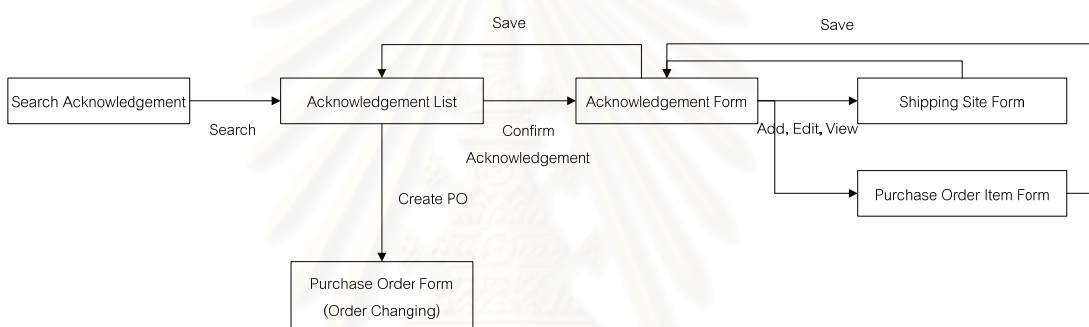 Save
Save
Search Acknowledgement
Acknowledgement List
Acknowledgement Form
Shipping Site Form
Search
Confirm
Acknowledgement
Add, Edit, View
Create PO
Purchase Order Item Form
Purchase Order Form
(Order Changing)